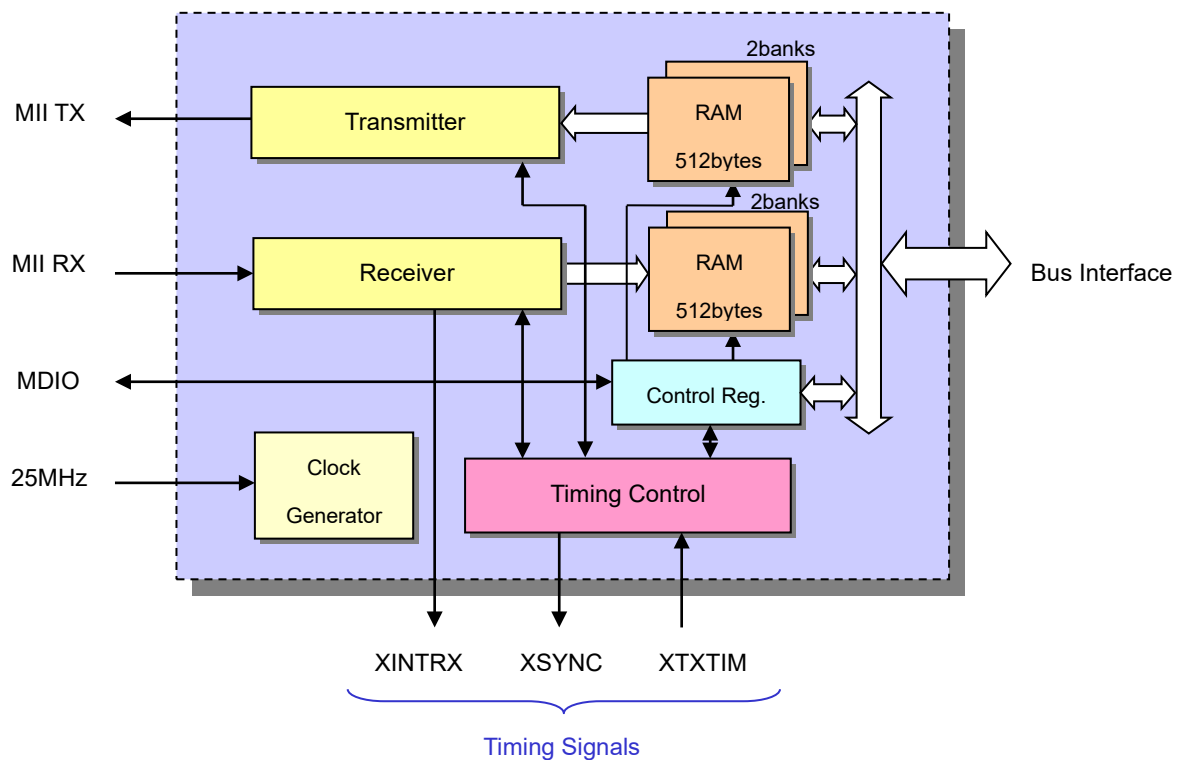 2banks
MII TX
Transmitter
RAM
512bytes
2banks
MII RX
Receiver
RAM
512bytes
Bus Interface
MDIO
Control Reg.
25MHz
Clock
Generator
Timing Control
XINTRX
XSYNC
XTXTIM
Timing Signals